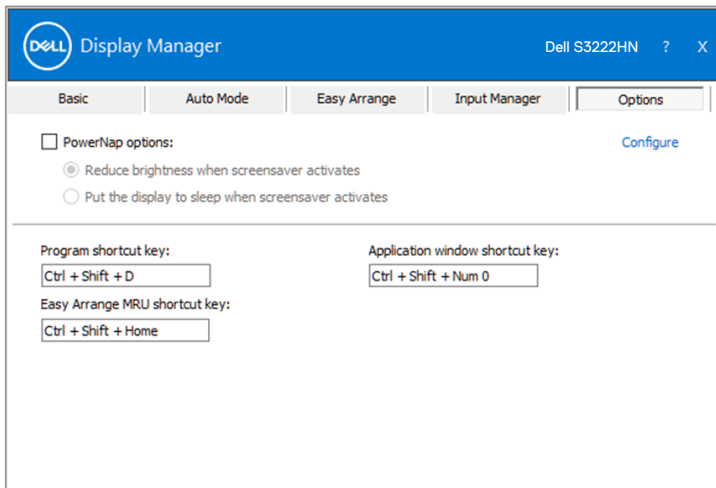 DELL Display Manager Dell S3222HN ? X
Basic Auto Mode Easy Arrange Input Manager Options
PowerNap options: Configure
Reduce brightness when screensaver activates
Put the display to sleep when screensaver activates
Program shortcut key: Application window shortcut key:
Ctrl + Shift + D Ctrl + Shift + Num 0
Easy Arrange MRU shortcut key:
Ctrl + Shift + Home